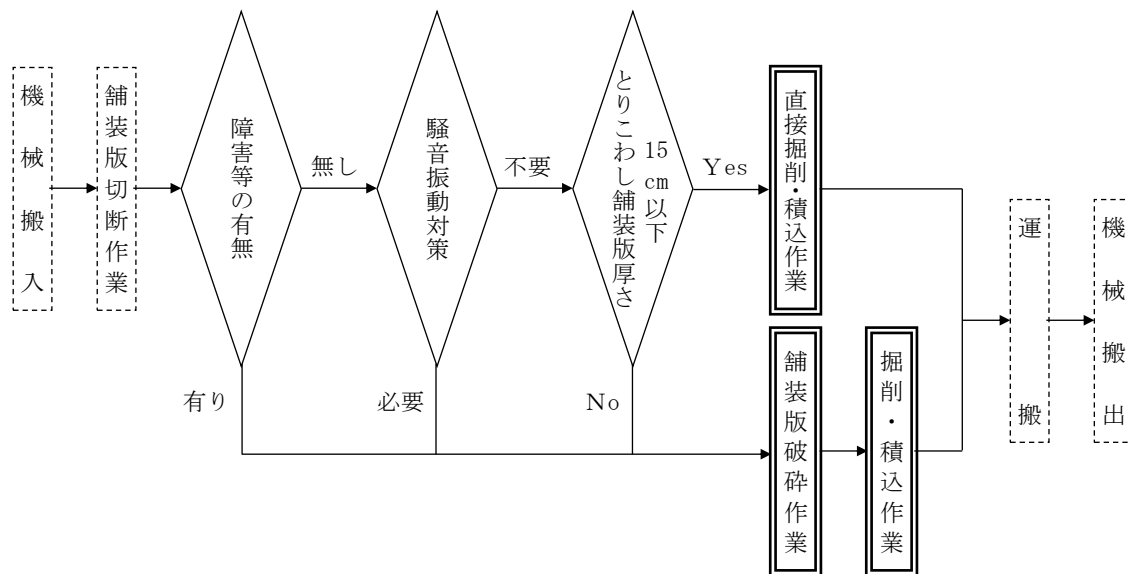 機械搬入
舗装版切断作業
障害等の有無
無し
有り
騒音振動対策
不要
必要
とりこわし舗装版厚さ
15cm以下
Yes
No
直接掘削・積込作業
舗装版破砕作業
掘削・積込作業
運搬
機械搬出